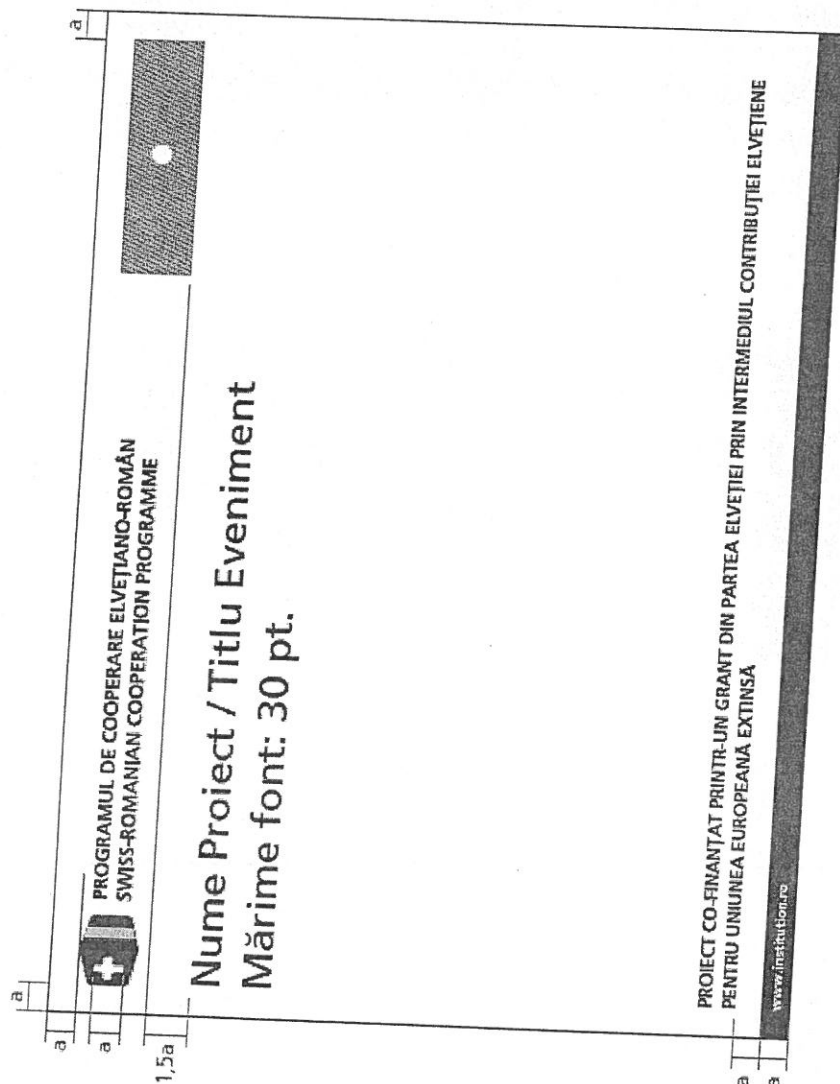 a
a
PROGRAMUL DE COOPERARE ELVEȚIANO-ROMÂN
SWISS-ROMANIAN COOPERATION PROGRAMME
a
a
1,5a
Nume Proiect / Titlu Eveniment
Mărime font: 30 pt.
PROIECT CO-FINANȚAT PRINTR-UN GRANT DIN PARTEA ELVEȚIEI PRIN INTERMEDIUL CONTRIBUȚIEI ELVEȚIENE
PENTRU UNIUNEA EUROPEANĂ EXTINSĂ
a
www.institution.ro
a